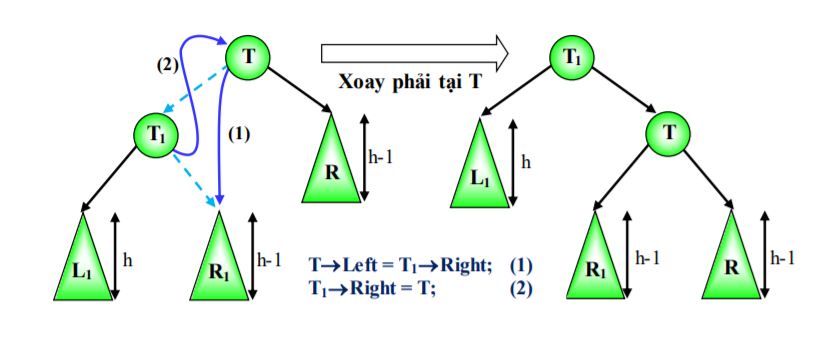 (2)
T
T₁
(1)
R
h-1
L₁
h
R₁
h-1
Xoay phải tại T
T→Left = T₁→Right; (1)
T₁→Right = T; (2)
T₁
T
L₁
h
R₁
h-1
R
h-1